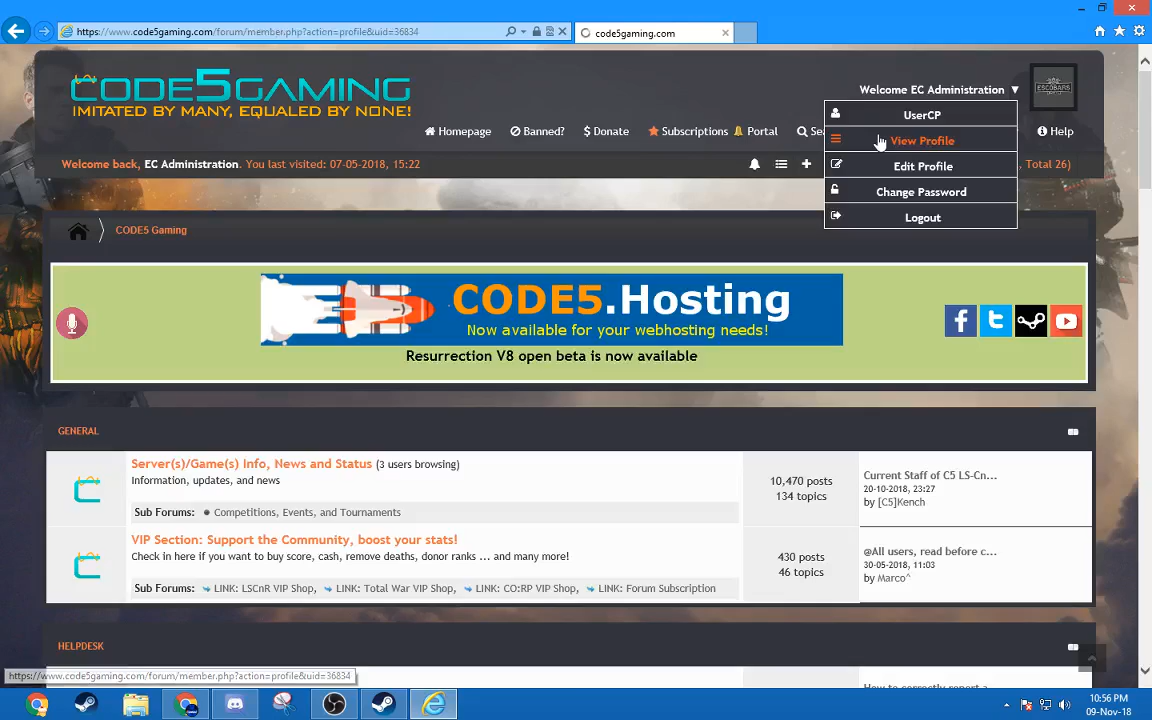 https://www.code5gaming.com/forum/member.php?action=profile&uid=36834
code5gaming.com
CODE5GAMING
IMITATED BY MANY, EQUALED BY NONE!
Welcome EC Administration ▼
ESCOBARS
UserCP
View Profile
Edit Profile
Change Password
Logout
Homepage
Banned?
$ Donate
Subscriptions
Portal
Sea
Help
Welcome back, EC Administration. You last visited: 07-05-2018, 15:22
, Total 26)
CODE5 Gaming
CODE5.Hosting
Now available for your webhosting needs!
Resurrection V8 open beta is now available
GENERAL
Server(s)/Game(s) Info, News and Status (3 users browsing)
Information, updates, and news
Sub Forums: Competitions, Events, and Tournaments
10,470 posts
134 topics
Current Staff of C5 LS-Cn...
20-10-2018, 23:27
by [C5]Kench
VIP Section: Support the Community, boost your stats!
Check in here if you want to buy score, cash, remove deaths, donor ranks ... and many more!
Sub Forums: LINK: LSCnR VIP Shop, LINK: Total War VIP Shop, LINK: CO:RP VIP Shop, LINK: Forum Subscription
430 posts
46 topics
@All users, read before c...
30-05-2018, 11:03
by Marco^
HELPDESK
https://www.code5gaming.com/forum/member.php?action=profile&uid=36834
10:56 PM
09-Nov-18